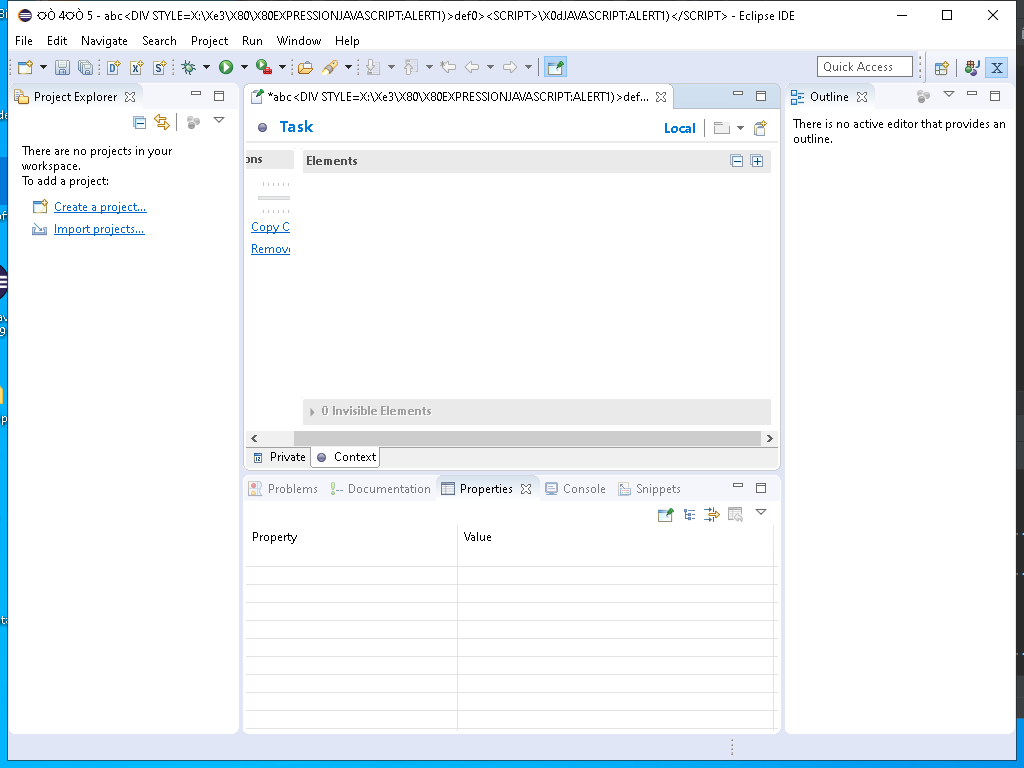 ੦Ò 4੦Ò 5 - abc<DIV STYLE=X:\Xe3\X80\X80EXPRESSIONJAVASCRIPT:ALERT1)>def0><SCRIPT>\X0dJAVASCRIPT:ALERT1)</SCRIPT> - Eclipse IDE
File Edit Navigate Search Project Run Window Help
Quick Access
Project Explorer
There are no projects in your
workspace.
To add a project:
Create a project...
Import projects...
*abc<DIV STYLE=X:\Xe3\X80\X80EXPRESSIONJAVASCRIPT:ALERT1)>def...
Task
Local
ons
Elements
Copy C
Remove
0 Invisible Elements
Private Context
Problems Documentation Properties Console Snippets
Property Value
Outline
There is no active editor that provides an
outline.